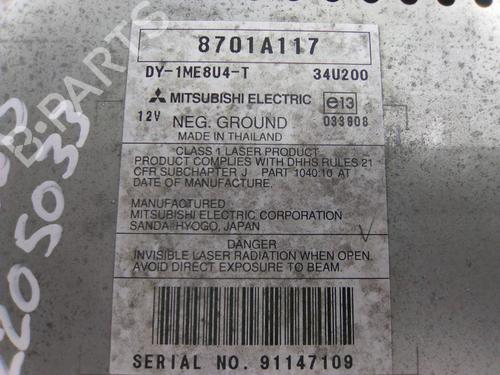 8701A117
DY-1ME8U4-T 34U200
MITSUBISHI ELECTRIC e13
12V 033908
NEG. GROUND
MADE IN THAILAND
CLASS 1 LASER PRODUCT
PRODUCT COMPLIES WITH DHHS RULES 21
CFR SUBCHAPTER J PART 1040:10 AT
DATE OF MANUFACTURE.
MANUFACTURED
MITSUBISHI ELECTRIC CORPORATION
SANDA-HYOGO, JAPAN
DANGER
INVISIBLE LASER RADIATION WHEN OPEN.
AVOID DIRECT EXPOSURE TO BEAM.
SERIAL NO. 91147109
B-PARTS
2205033